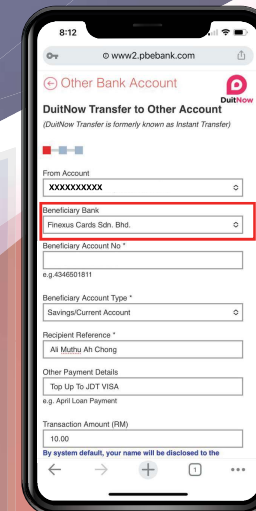 8:12
www2.pbebank.com
Other Bank Account
DuitNow
DuitNow Transfer to Other Account
(DuitNow Transfer is formerly known as Instant Transfer)
From Account
XXXXXXXXXX
Beneficiary Bank
Finexus Cards Sdn. Bhd.
Beneficiary Account No *
e.g.4346501811
Beneficiary Account Type *
Savings/Current Account
Recipient Reference *
Ali Muthu Ah Chong
Other Payment Details
Top Up To JDT VISA
e.g. April Loan Payment
Transaction Amount (RM)
10.00
By system default, your name will be disclosed to the
1